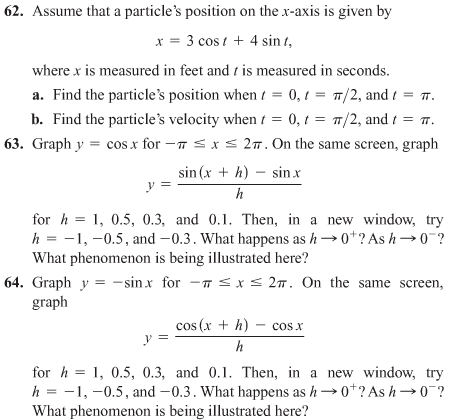 62. Assume that a particle's position on the x-axis is given by
x = 3 cos t + 4 sin t,
where x is measured in feet and t is measured in seconds.
a. Find the particle's position when t = 0, t = π/2, and t = π.
b. Find the particle's velocity when t = 0, t = π/2, and t = π.
63. Graph y = cos x for −π ≤ x ≤ 2π. On the same screen, graph
y = (sin (x + h) − sin x) / h
for h = 1, 0.5, 0.3, and 0.1. Then, in a new window, try
h = −1, −0.5, and −0.3. What happens as h → 0⁺? As h → 0⁻?
What phenomenon is being illustrated here?
64. Graph y = −sin x for −π ≤ x ≤ 2π. On the same screen,
graph
y = (cos (x + h) − cos x) / h
for h = 1, 0.5, 0.3, and 0.1. Then, in a new window, try
h = −1, −0.5, and −0.3. What happens as h → 0⁺? As h → 0⁻?
What phenomenon is being illustrated here?